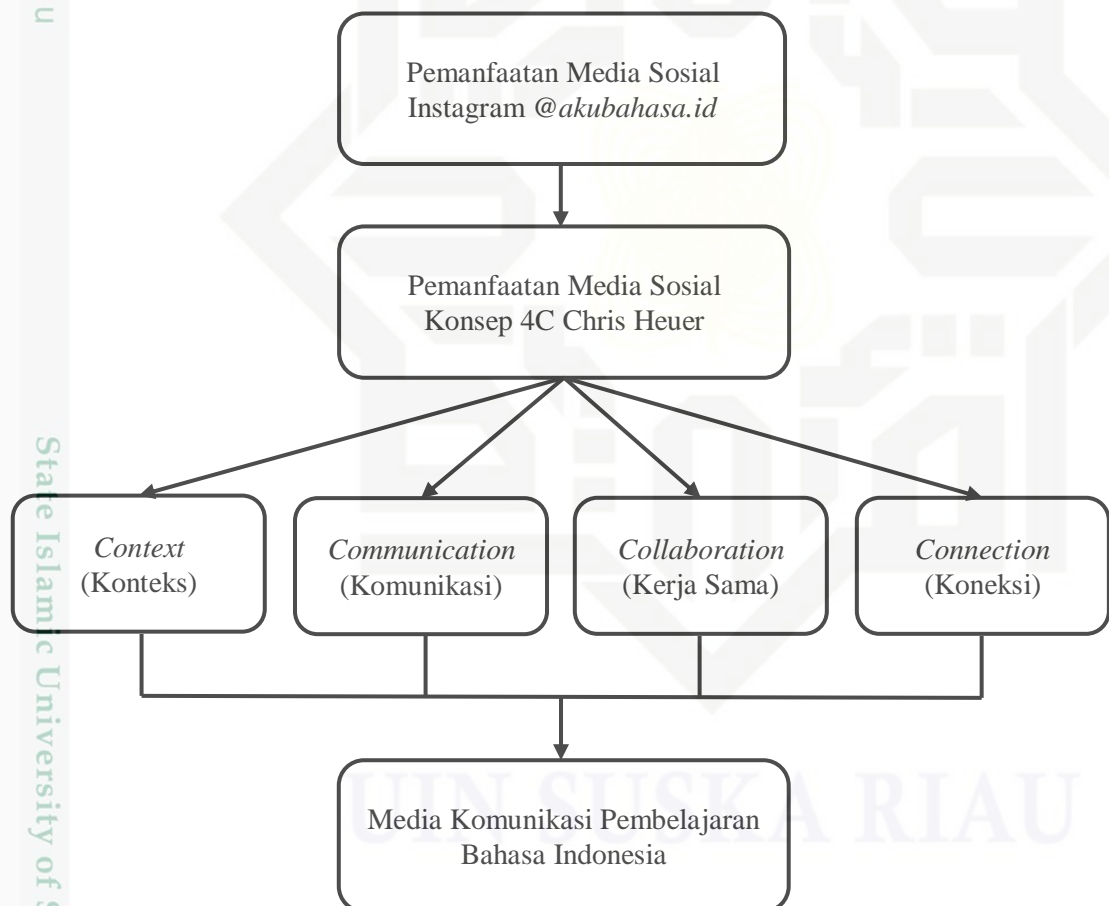 Pemanfaatan Media Sosial
Instagram @akubahasa.id
Pemanfaatan Media Sosial
Konsep 4C Chris Heuer
Context
(Konteks)
Communication
(Komunikasi)
Collaboration
(Kerja Sama)
Connection
(Koneksi)
Media Komunikasi Pembelajaran
Bahasa Indonesia
UIN SUSKA RIAU
State Islamic University of